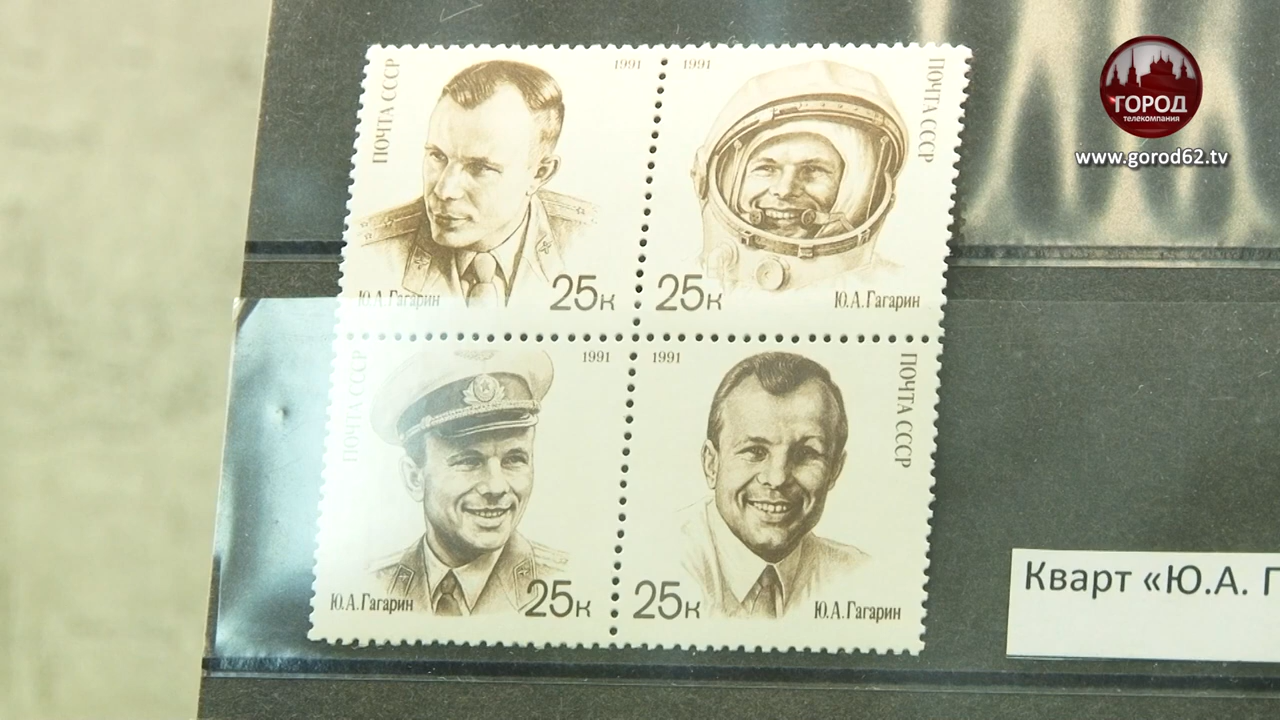 ПОЧТА СССР
1991
Ю.А.Гагарин
25к
1991
ПОЧТА СССР
25к
Ю.А.Гагарин
ПОЧТА СССР
1991
Ю.А.Гагарин
25к
1991
ПОЧТА СССР
25к
Ю.А.Гагарин
ГОРОД
телекомпания
www.gorod62.tv
Кварт «Ю.А. Г